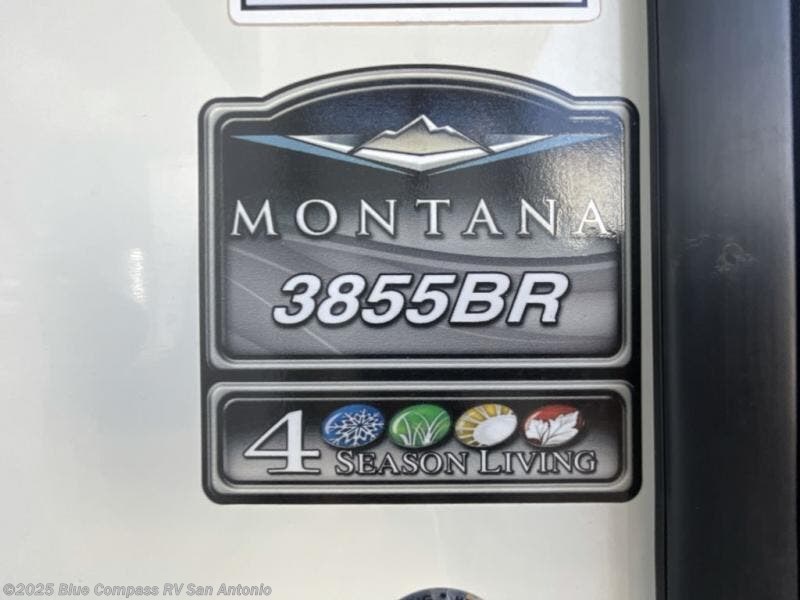 MONTANA
3855BR
4 SEASON LIVING
©2025 Blue Compass RV San Antonio